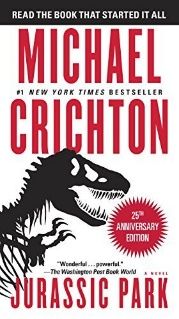 READ THE BOOK THAT STARTED IT ALL
MICHAEL
#1 NEW YORK TIMES BESTSELLER
CRICHTON
25TH
ANNIVERSARY
EDITION
"Wonderful... powerful."
—The Washington Post Book World
A NOVEL
JURASSIC PARK